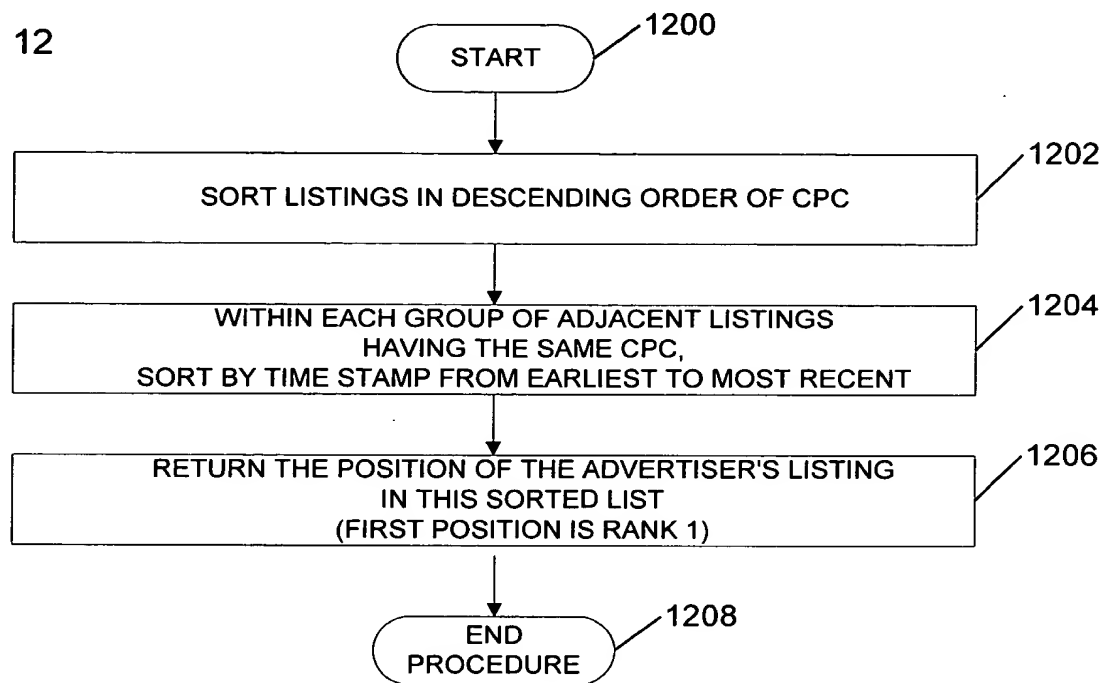 12
START
1200
SORT LISTINGS IN DESCENDING ORDER OF CPC
1202
WITHIN EACH GROUP OF ADJACENT LISTINGS
HAVING THE SAME CPC,
SORT BY TIME STAMP FROM EARLIEST TO MOST RECENT
1204
RETURN THE POSITION OF THE ADVERTISER'S LISTING
IN THIS SORTED LIST
(FIRST POSITION IS RANK 1)
1206
END
PROCEDURE
1208